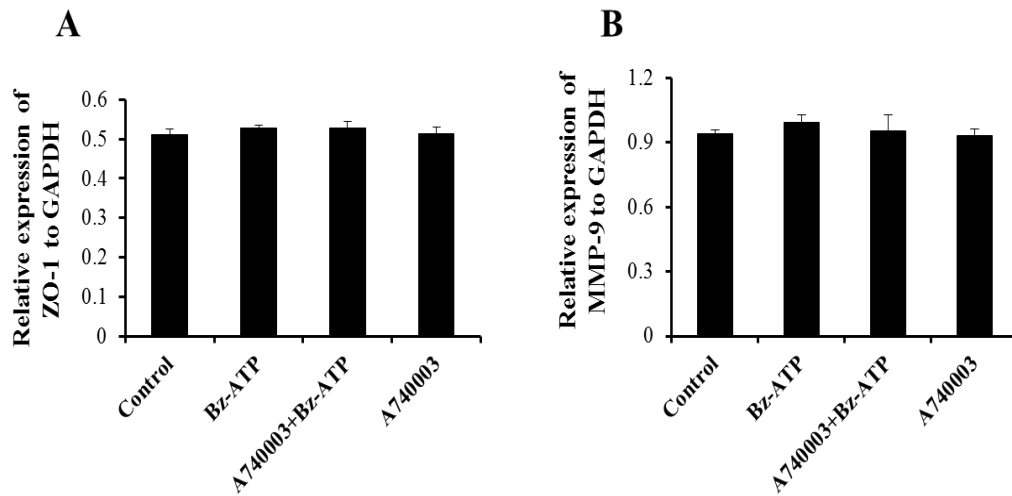 A
Relative expression of
ZO-1 to GAPDH
0.6
0.5
0.4
0.3
0.2
0.1
0
Control
Bz-ATP
A740003+Bz-ATP
A740003
B
Relative expression of
MMP-9 to GAPDH
1.2
0.9
0.6
0.3
0
Control
Bz-ATP
A740003+Bz-ATP
A740003